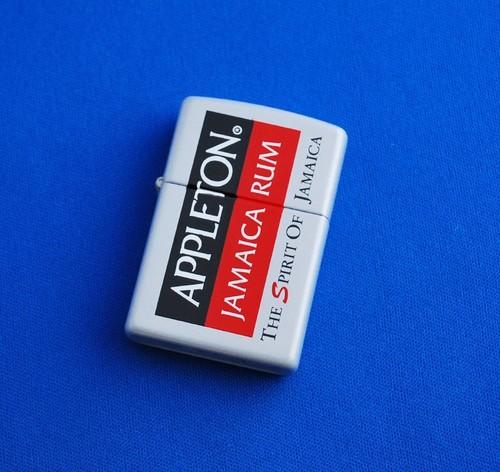 APPLETON®
JAMAICA RUM
THE SPIRIT OF JAMAICA